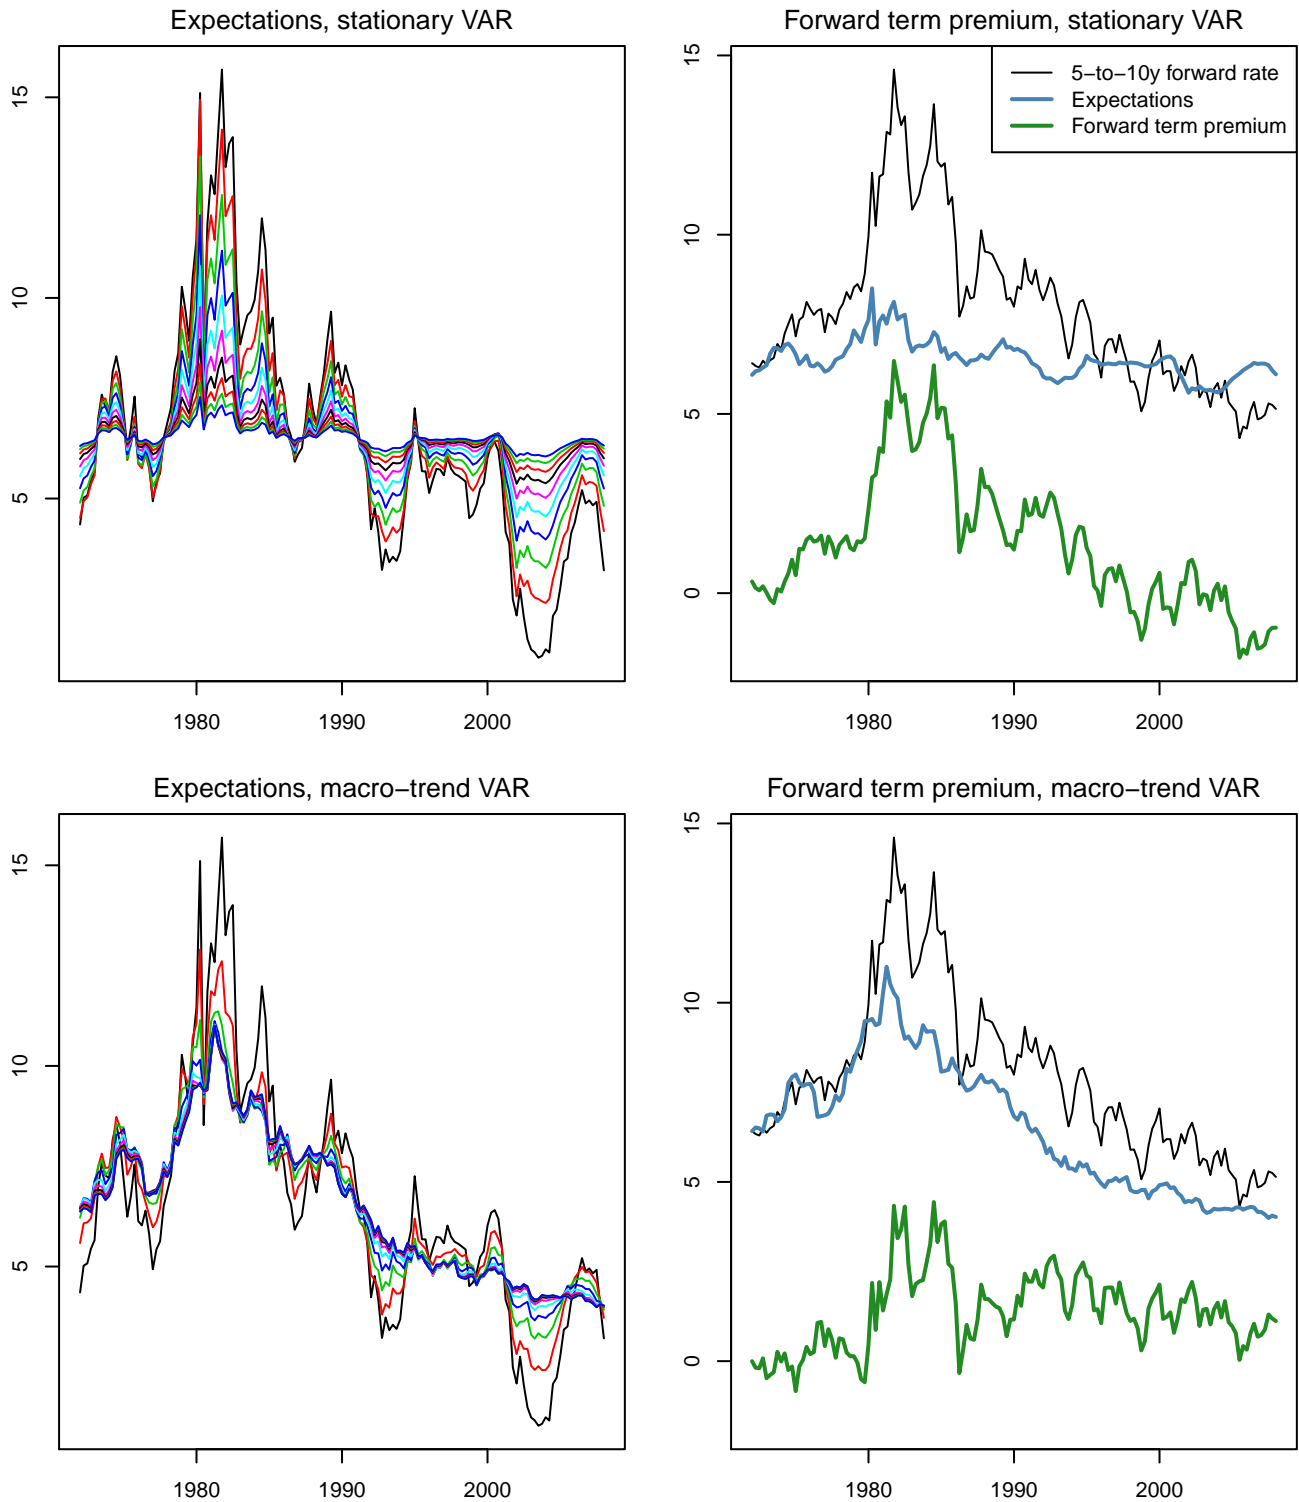 Expectations, stationary VAR
15
10
5
1980 1990 2000
Forward term premium, stationary VAR
15
10
5
0
5−to−10y forward rate
Expectations
Forward term premium
1980 1990 2000
Expectations, macro−trend VAR
15
10
5
1980 1990 2000
Forward term premium, macro−trend VAR
15
10
5
0
1980 1990 2000